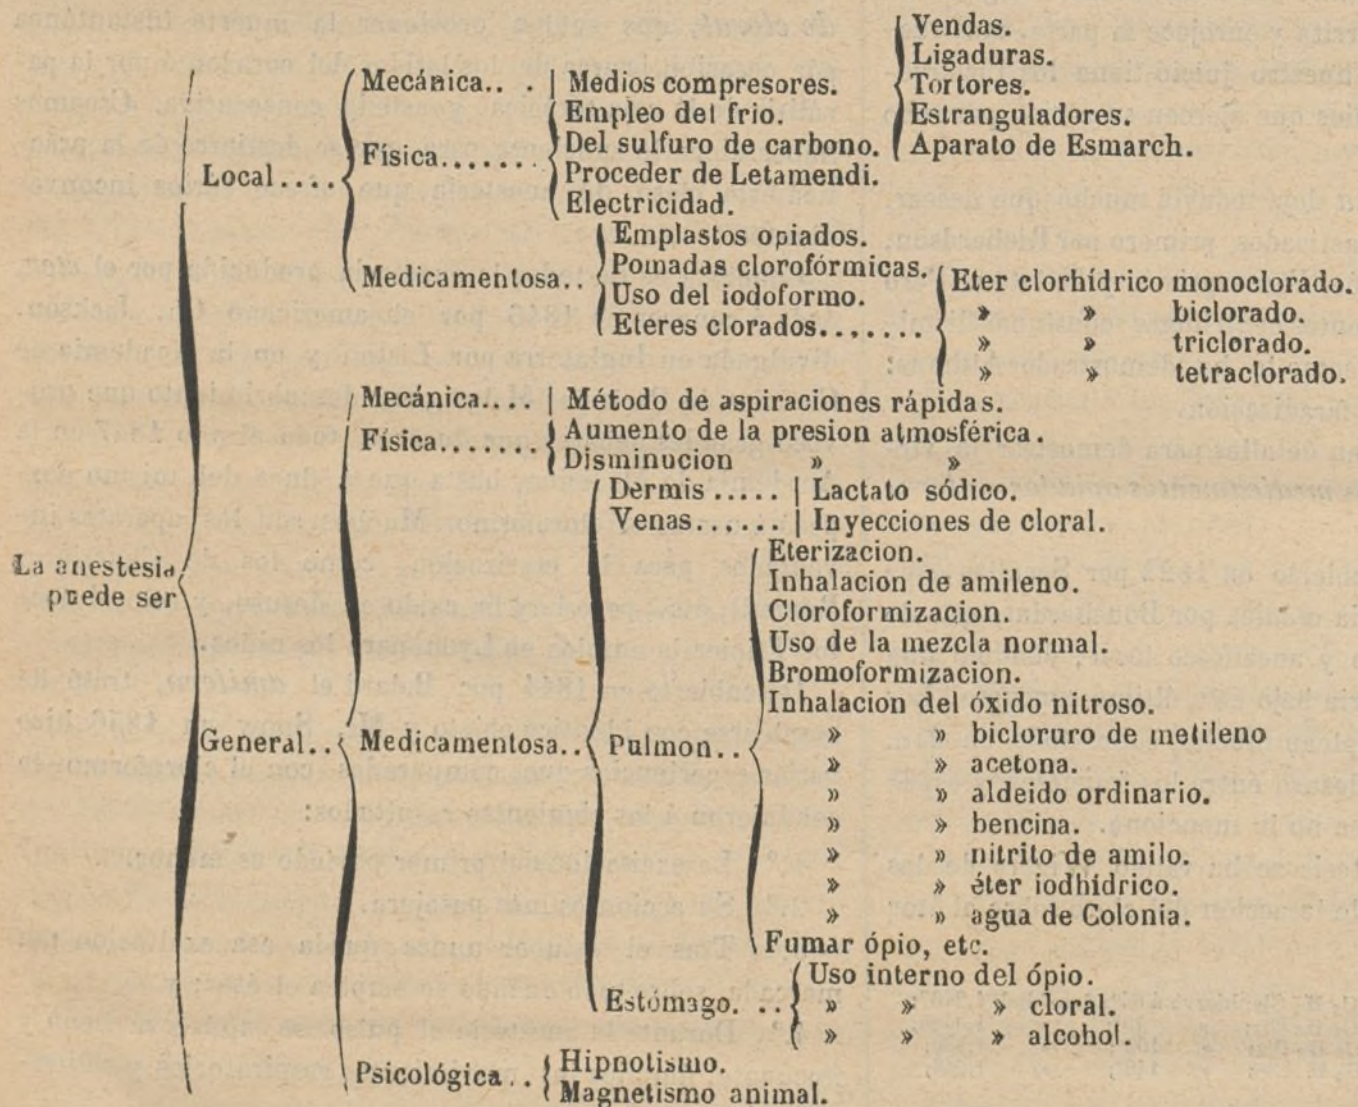 La anestesia
puede ser
Local....
Mecánica.. . | Medios compresores.
Vendas.
Ligaduras.
Tortores.
Estranguladores.
Aparato de Esmarch.
Física.......
Empleo del frio.
Del sulfuro de carbono.
Proceder de Letamendi.
Electricidad.
Medicamentosa..
Emplastos opiados.
Pomadas clorofórmicas.
Uso del iodoformo.
Eteres clorados.......
Eter clorhídrico monoclorado.
» » biclorado.
» » triclorado.
» » tetraclorado.
General..
Mecánica.... | Método de aspiraciones rápidas.
Física.......
Aumento de la presion atmosférica.
Disminucion » »
Medicamentosa..
Dermis ..... | Lactato sódico.
Venas...... | Inyecciones de cloral.
Pulmon..
Eterizacion.
Inhalacion de amileno.
Cloroformizacion.
Uso de la mezcla normal.
Bromoformizacion.
Inhalacion del óxido nitroso.
» » bicloruro de metileno
» » acetona.
» » aldeido ordinario.
» » bencina.
» » nitrito de amilo.
» » éter iodhídrico.
» » agua de Colonia.
Fumar ópio, etc.
Estómago. ..
Uso interno del ópio.
» » » cloral.
» » » alcohol.
Psicológica..
Hipnotismo.
Magnetismo animal.